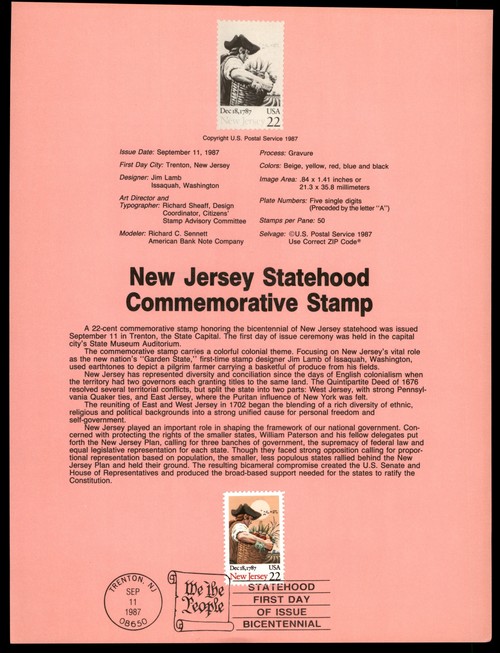 Dec 18, 1787 USA
New Jersey 22
Copyright U.S. Postal Service 1987
Issue Date: September 11, 1987
First Day City: Trenton, New Jersey
Designer: Jim Lamb
Issaquah, Washington
Art Director and
Typographer: Richard Sheaff, Design
Coordinator, Citizens'
Stamp Advisory Committee
Modeler: Richard C. Sennett
American Bank Note Company
Process: Gravure
Colors: Beige, yellow, red, blue and black
Image Area: .84 x 1.41 inches or
21.3 x 35.8 millimeters
Plate Numbers: Five single digits
(Preceded by the letter "A")
Stamps per Pane: 50
Selvage: ©U.S. Postal Service 1987
Use Correct ZIP Code®
New Jersey Statehood
Commemorative Stamp
A 22-cent commemorative stamp honoring the bicentennial of New Jersey statehood was issued
September 11 in Trenton, the State Capital. The first day of issue ceremony was held in the capital
city's State Museum Auditorium.
The commemorative stamp carries a colorful colonial theme. Focusing on New Jersey's vital role
as the new nation's "Garden State," first-time stamp designer Jim Lamb of Issaquah, Washington,
used earthtones to depict a pilgrim farmer carrying a basketful of produce from his fields.
New Jersey has represented diversity and conciliation since the days of English colonialism when
the territory had two governors each granting titles to the same land. The Quintipartite Deed of 1676
resolved several territorial conflicts, but split the state into two parts: West Jersey, with strong Pennsyl-
vania Quaker ties, and East Jersey, where the Puritan influence of New York was felt.
The reuniting of East and West Jersey in 1702 began the blending of a rich diversity of ethnic,
religious and political backgrounds into a strong unified cause for personal freedom and
self-government.
New Jersey played an important role in shaping the framework of our national government. Con-
cerned with protecting the rights of the smaller states, William Paterson and his fellow delegates put
forth the New Jersey Plan, calling for three banches of government, the supremacy of federal law and
equal legislative representation for each state. Though they faced strong opposition calling for propor-
tional representation based on population, the smaller, less populous states rallied behind the New
Jersey Plan and held their ground. The resulting bicameral compromise created the U.S. Senate and
House of Representatives and produced the broad-based support needed for the states to ratify the
Constitution.
Dec 18, 1787 USA
New Jersey 22
TRENTON, NJ
SEP
11
1987
08650
We the
People
STATEHOOD
FIRST DAY
OF ISSUE
BICENTENNIAL